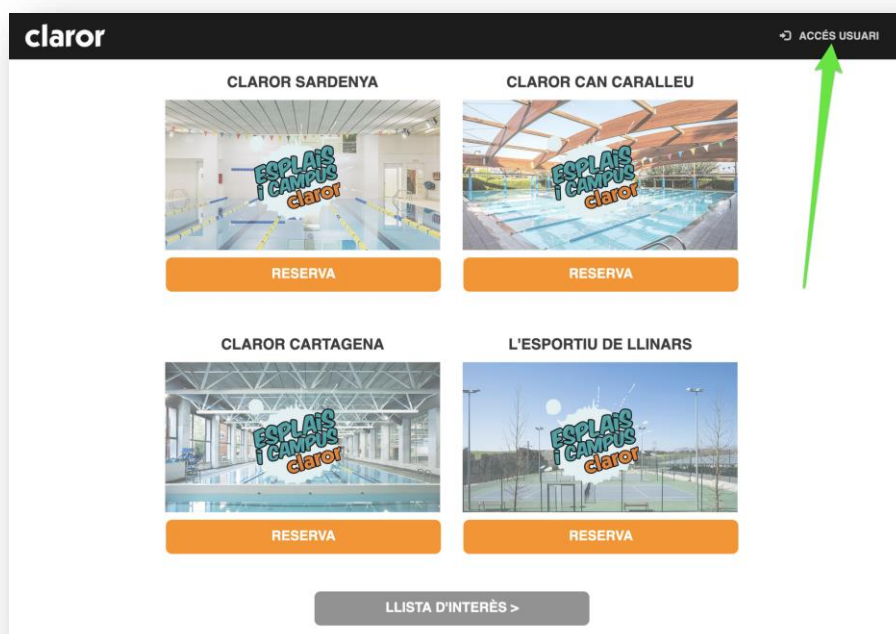 claror
ACCÉS USUARI
CLAROR SARDENYA
CLAROR CAN CARALLEU
ESPLAIS
i CAMPUS
claror
ESPLAIS
i CAMPUS
claror
RESERVA
RESERVA
CLAROR CARTAGENA
L'ESPORTIU DE LLINARS
ESPLAIS
i CAMPUS
claror
ESPLAIS
i CAMPUS
claror
RESERVA
RESERVA
LLISTA D'INTERÈS >